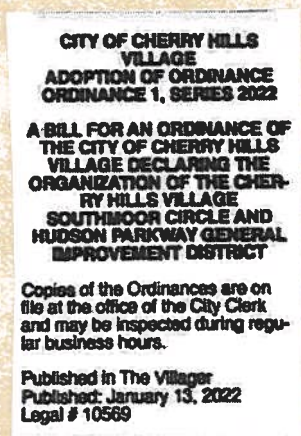 CITY OF CHERRY HILLS
VILLAGE
ADOPTION OF ORDINANCE
ORDINANCE 1, SERIES 2022
A BILL FOR AN ORDINANCE OF
THE CITY OF CHERRY HILLS
VILLAGE DECLARING THE
ORGANIZATION OF THE CHER-
RY HILLS VILLAGE
SOUTHMOOR CIRCLE AND
HUDSON PARKWAY GENERAL
IMPROVEMENT DISTRICT
Copies of the Ordinances are on
file at the office of the City Clerk
and may be inspected during regu-
lar business hours.
Published in The Villager
Published: January 13, 2022
Legal # 10569